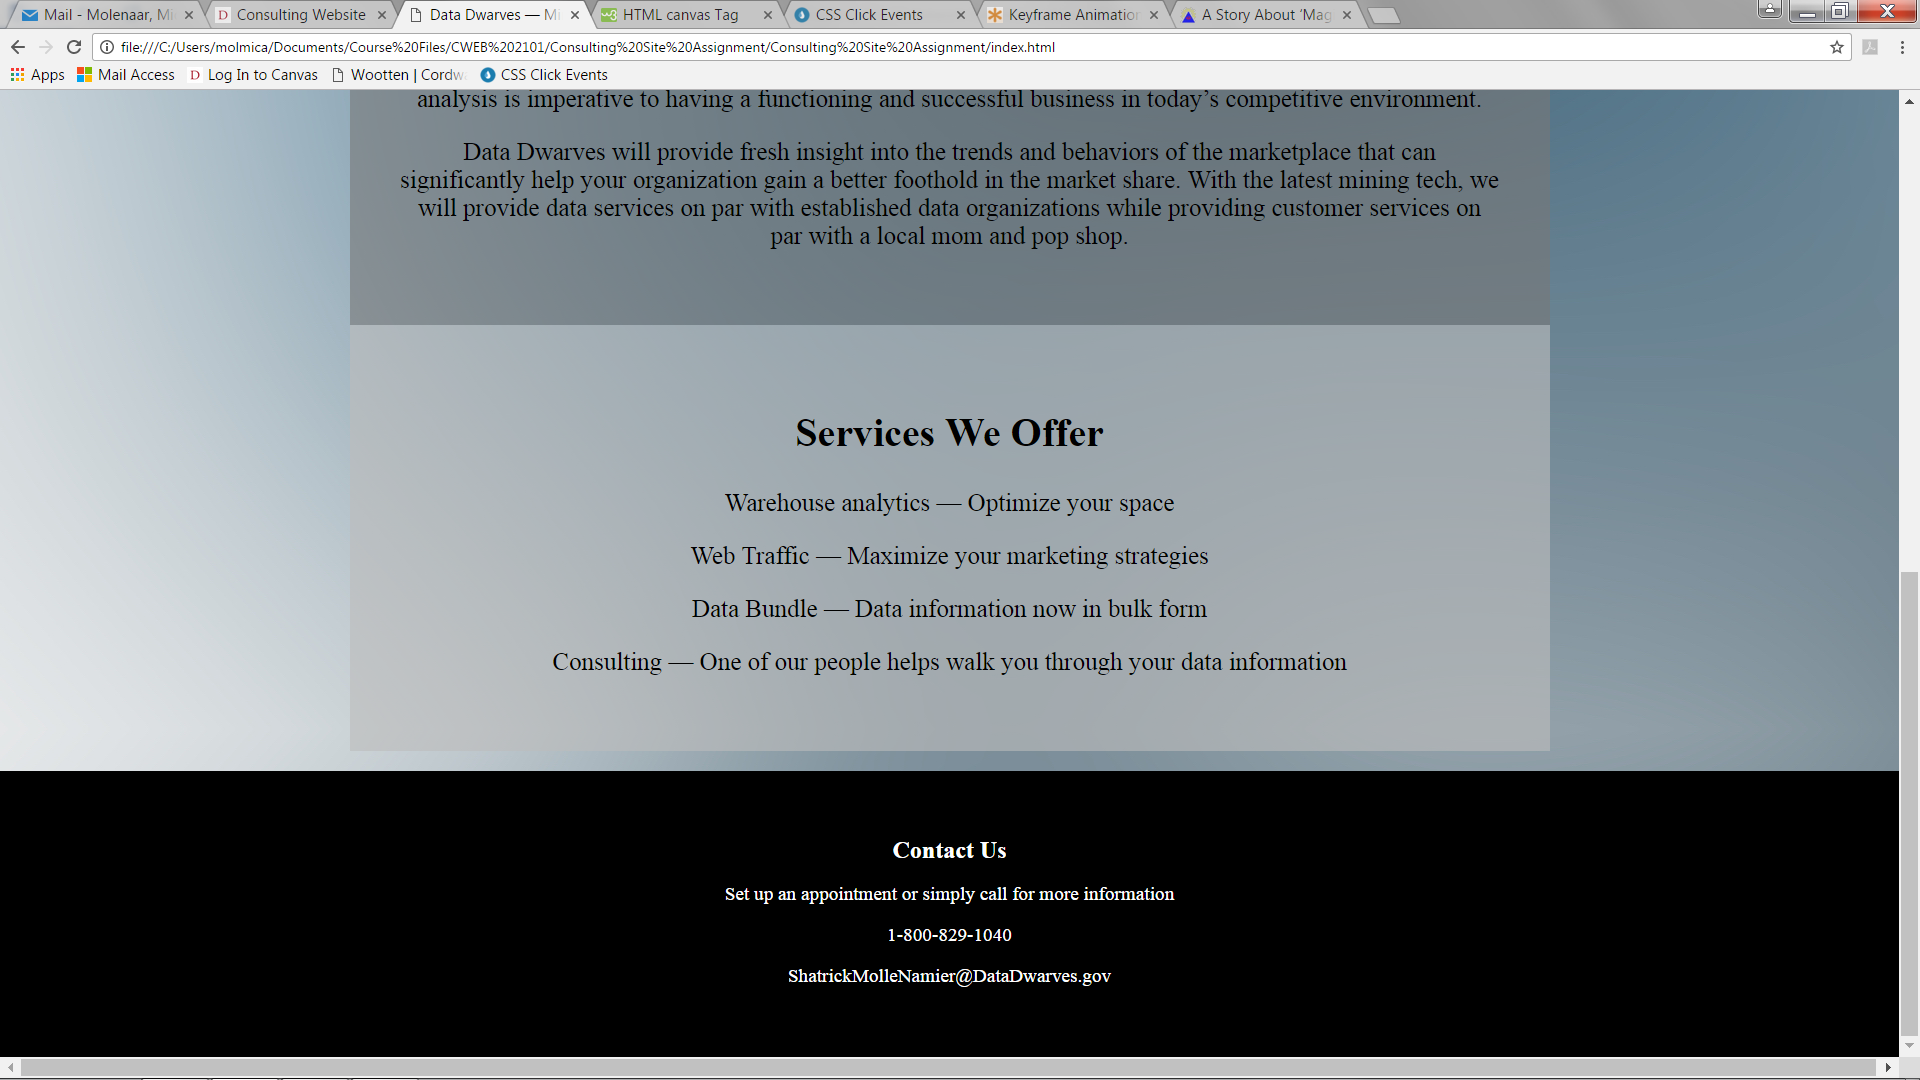 Mail - Molenaar, Mi
Consulting Website
Data Dwarves — Mi
HTML canvas Tag
CSS Click Events
Keyframe Animation
A Story About ‘Mag
file:///C:/Users/molmica/Documents/Course%20Files/CWEB%202101/Consulting%20Site%20Assignment/Consulting%20Site%20Assignment/index.html
Apps
Mail Access
D Log In to Canvas
Wootten | Cordwa
CSS Click Events
analysis is imperative to having a functioning and successful business in today’s competitive environment.
Data Dwarves will provide fresh insight into the trends and behaviors of the marketplace that can
significantly help your organization gain a better foothold in the market share. With the latest mining tech, we
will provide data services on par with established data organizations while providing customer services on
par with a local mom and pop shop.
Services We Offer
Warehouse analytics — Optimize your space
Web Traffic — Maximize your marketing strategies
Data Bundle — Data information now in bulk form
Consulting — One of our people helps walk you through your data information
Contact Us
Set up an appointment or simply call for more information
1-800-829-1040
ShatrickMolleNamier@DataDwarves.gov